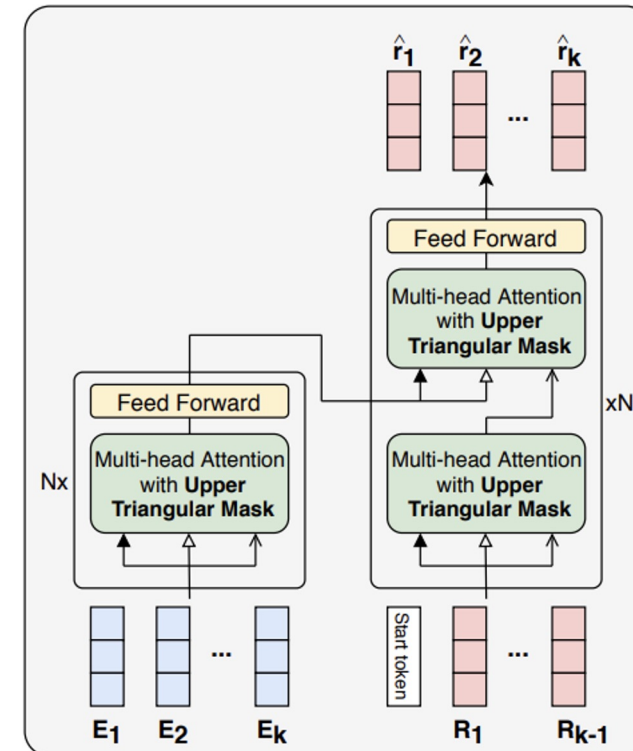 r̂1 r̂2 ... r̂k
Feed Forward
Multi-head Attention
with Upper
Triangular Mask
xN
Feed Forward
Multi-head Attention
with Upper
Triangular Mask
Nx
Multi-head Attention
with Upper
Triangular Mask
...
Start token
...
E1 E2 Ek
R1 Rk-1